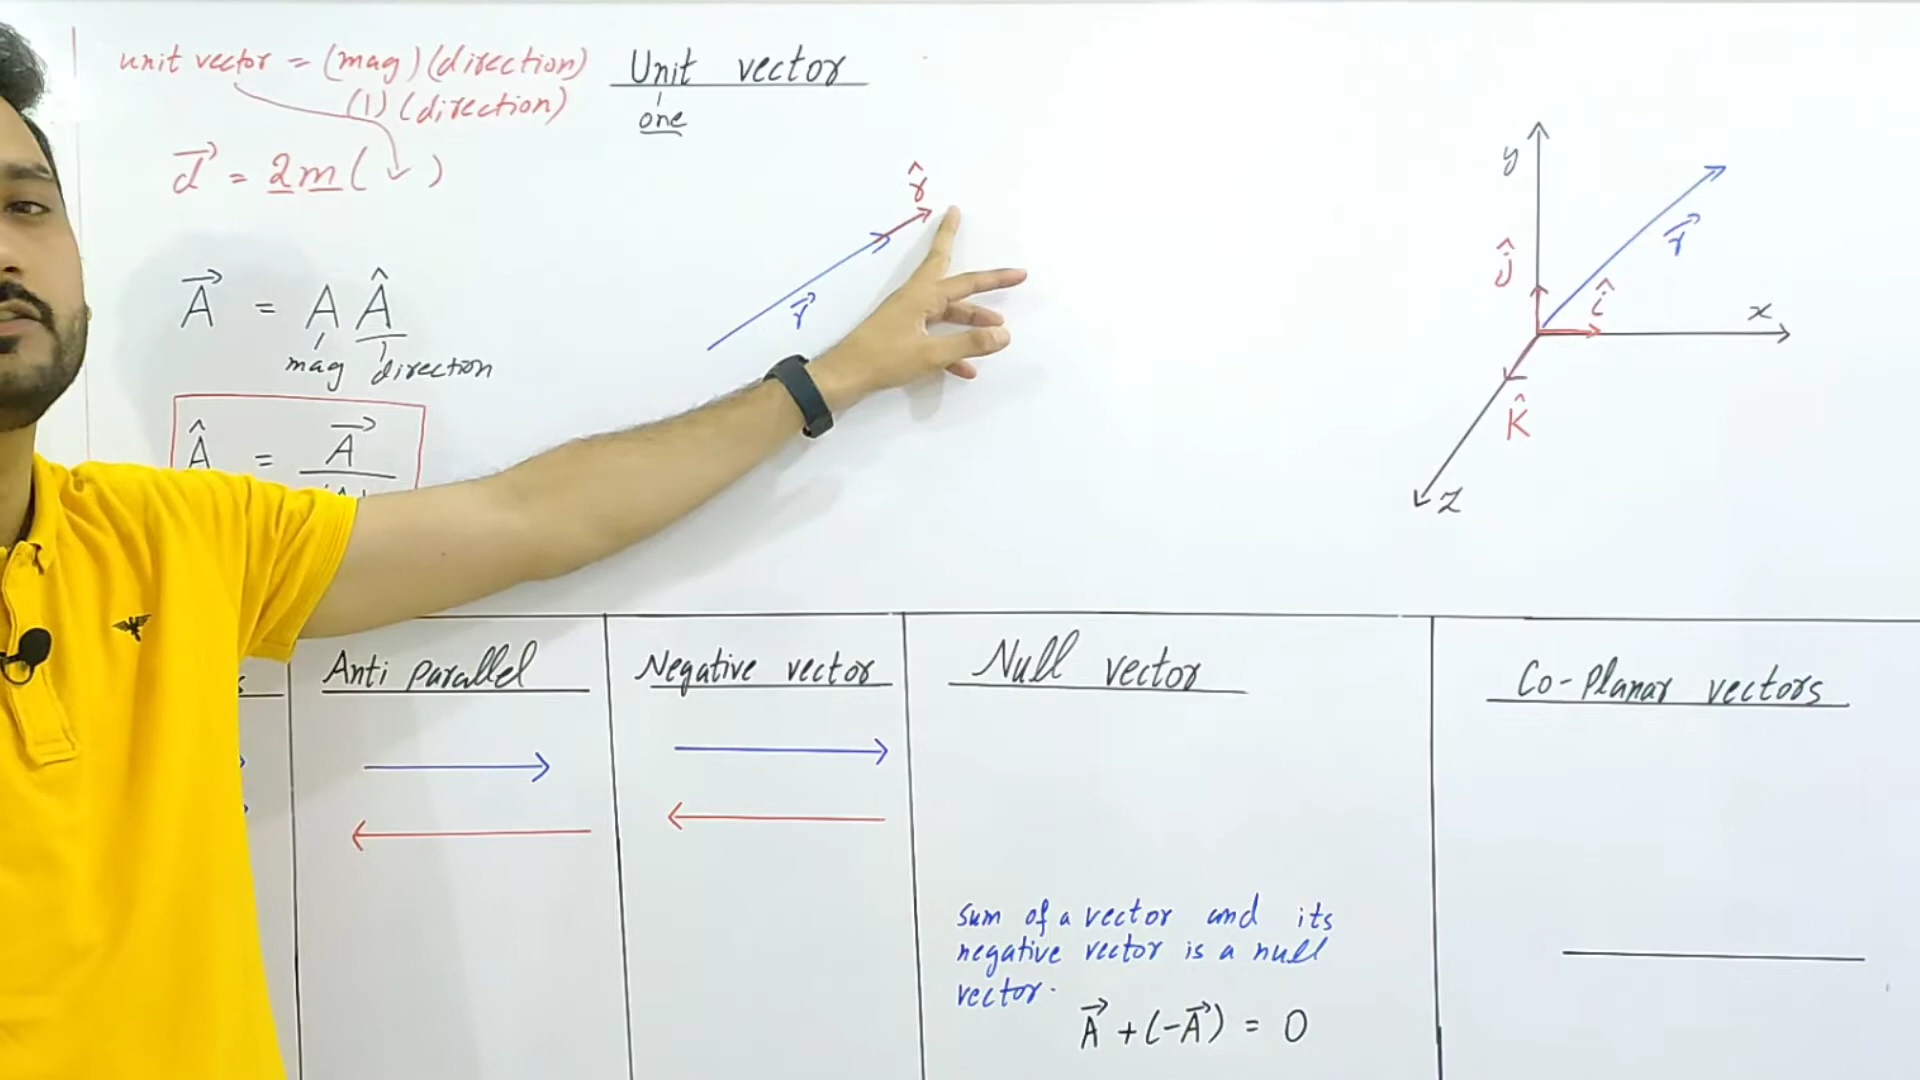 unit vector = (mag)(direction)
(1)(direction)
Unit vector
one
d⃗ = 2m( )
A⃗ = A Â
mag direction
Â = A⃗
r̂
r⃗
y
ĵ
î
x
r⃗
K̂
z
Anti parallel
Negative vector
Null vector
Co-planar vectors
sum of a vector and its
negative vector is a null
vector.
A⃗ + (-A⃗) = 0